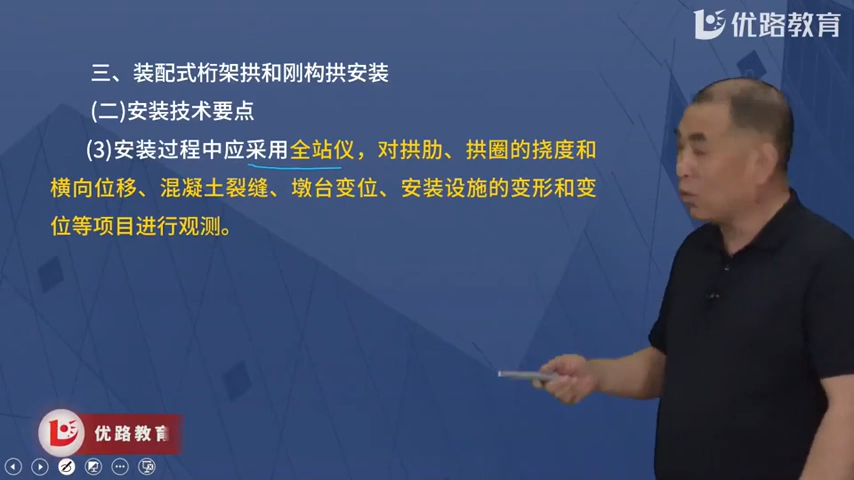 优路教育
三、装配式桁架拱和刚构拱安装
(二)安装技术要点
(3)安装过程中应采用全站仪，对拱肋、拱圈的挠度和
横向位移、混凝土裂缝、墩台变位、安装设施的变形和变
位等项目进行观测。
优路教育